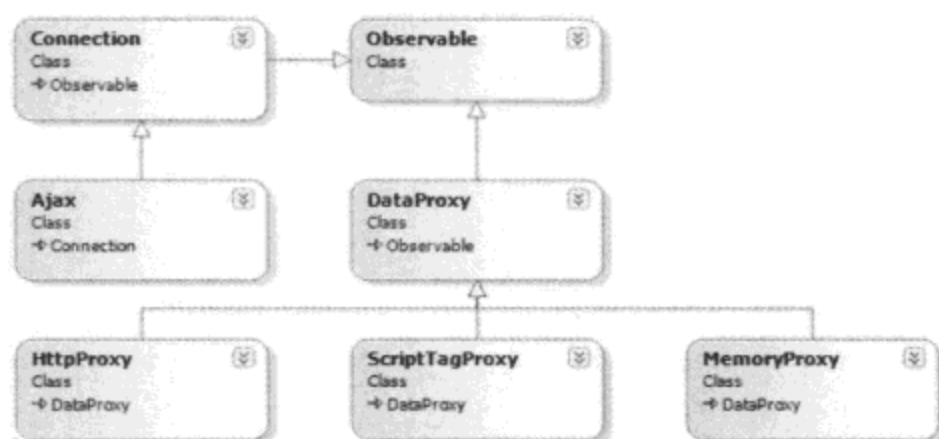 Connection
Class
Observable
Observable
Class
Ajax
Class
Connection
DataProxy
Class
Observable
HttpProxy
Class
DataProxy
ScriptTagProxy
Class
DataProxy
MemoryProxy
Class
DataProxy